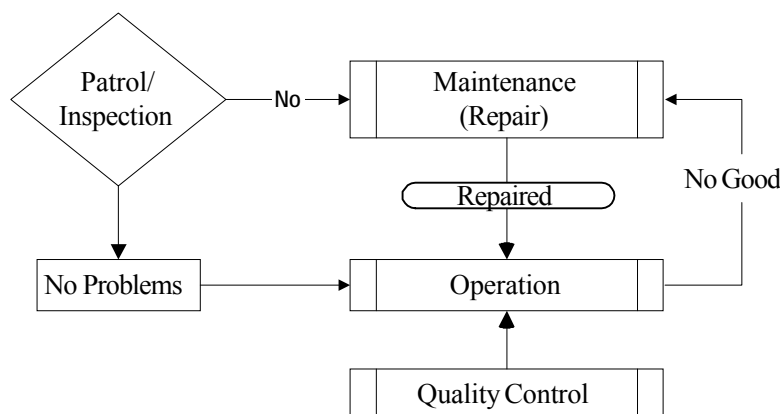 Patrol/
Inspection
No
Maintenance
(Repair)
Repaired
No Good
No Problems
Operation
Quality Control